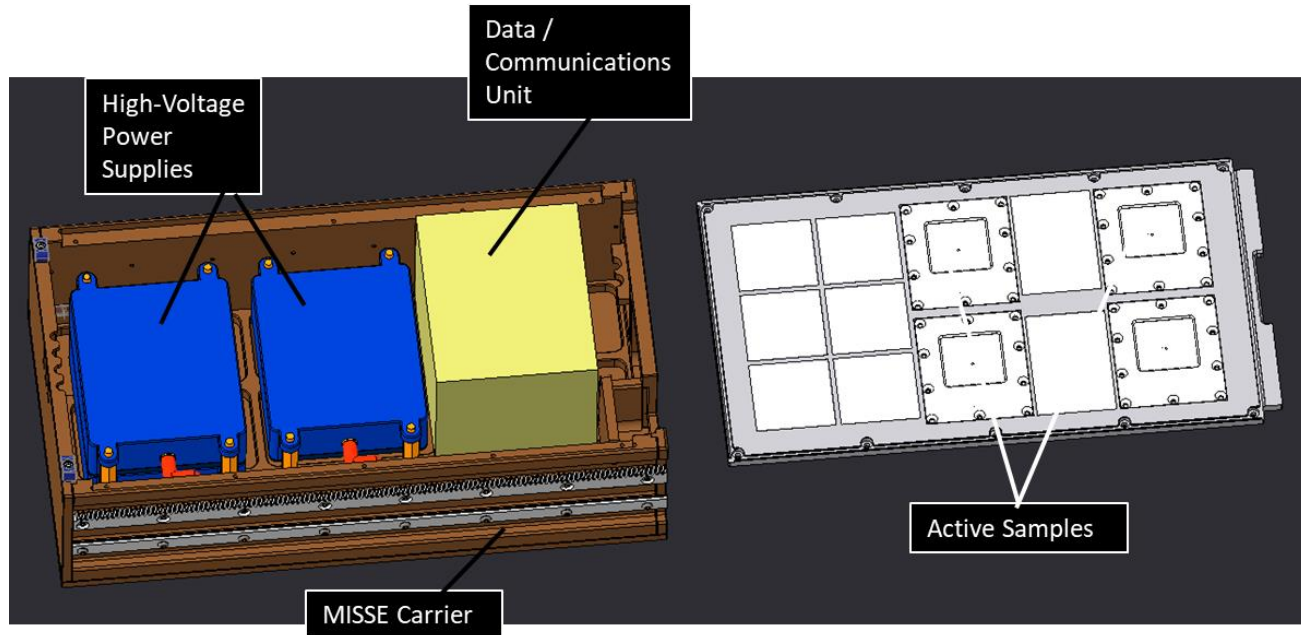 Data /
Communications
Unit
High-Voltage
Power
Supplies
Active Samples
MISSE Carrier